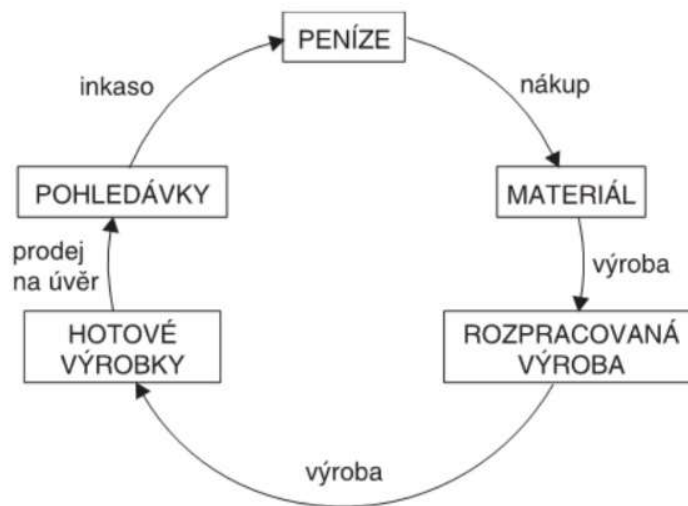 PENÍZE
inkaso
nákup
POHLEDÁVKY
MATERIÁL
prodej
na úvěr
výroba
HOTOVÉ
VÝROBKY
ROZPRACOVANÁ
VÝROBA
výroba